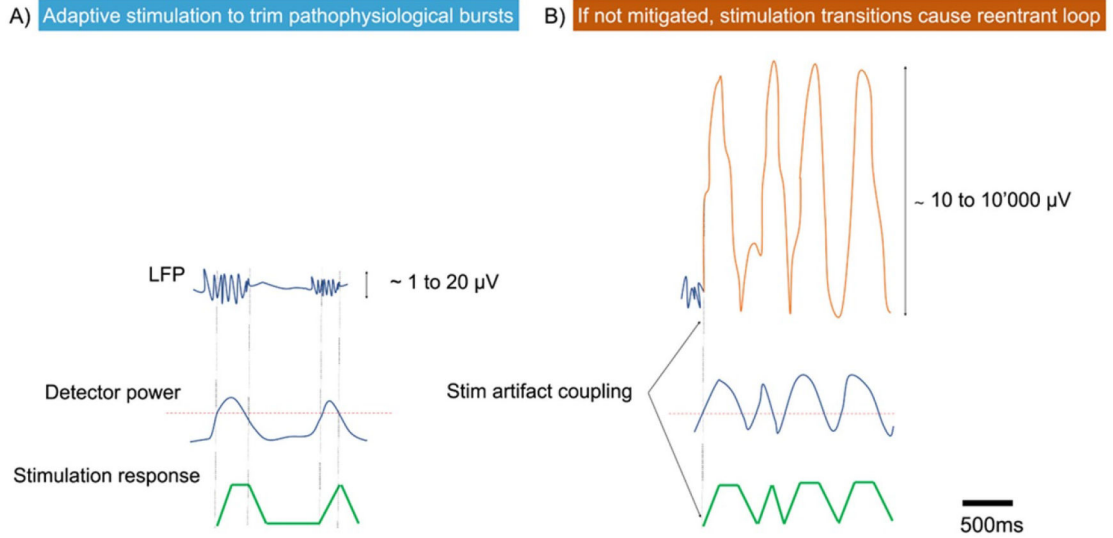 A) Adaptive stimulation to trim pathophysiological bursts
B) If not mitigated, stimulation transitions cause reentrant loop
LFP
~ 1 to 20 µV
~ 10 to 10’000 µV
Detector power
Stim artifact coupling
Stimulation response
500ms